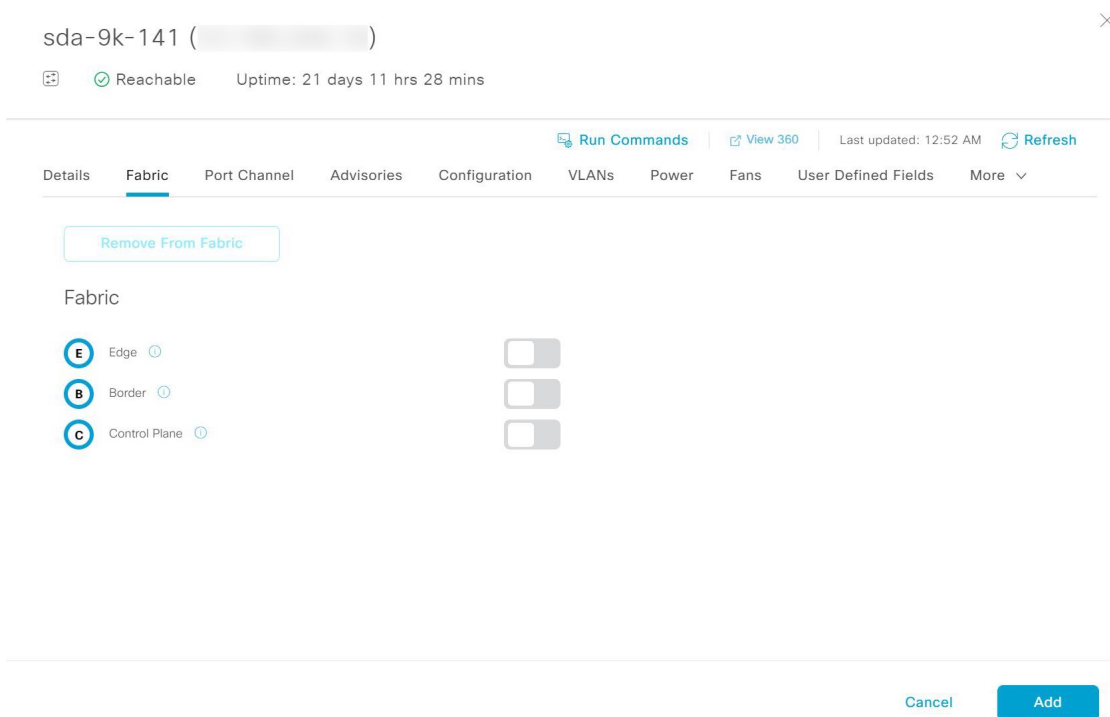 sda-9k-141 ( )
Reachable Uptime: 21 days 11 hrs 28 mins
Run Commands View 360 Last updated: 12:52 AM Refresh
Details Fabric Port Channel Advisories Configuration VLANs Power Fans User Defined Fields More
Remove From Fabric
Fabric
E Edge
B Border
C Control Plane
Cancel Add